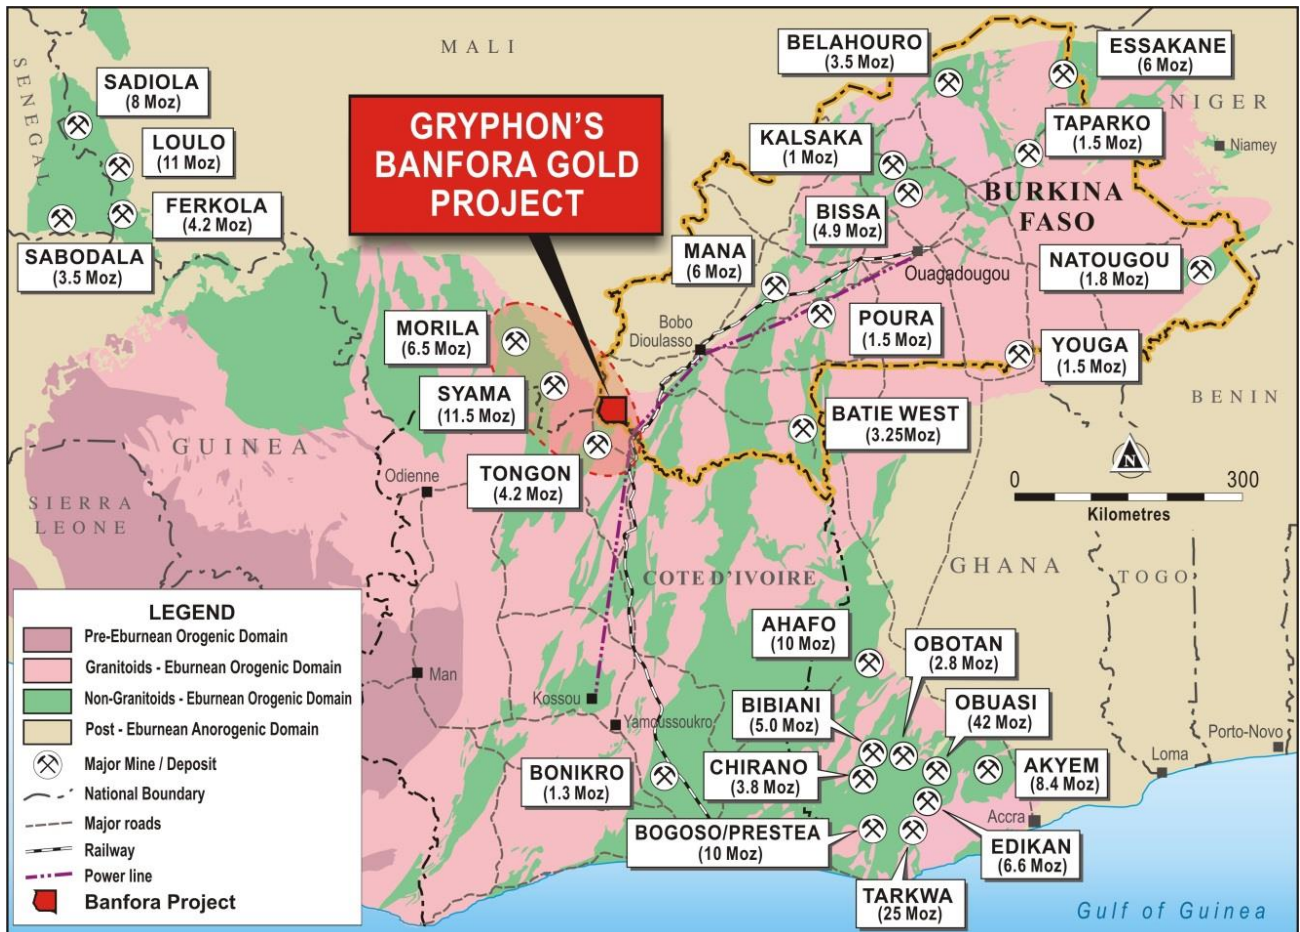 MALI
SENEGAL
SADIOLA
(8 Moz)
LOULO
(11 Moz)
FERKOLA
(4.2 Moz)
SABODALA
(3.5 Moz)
GRYPHON'S
BANFORA GOLD
PROJECT
BELAHOURO
(3.5 Moz)
ESSAKANE
(6 Moz)
NIGER
Niamey
KALSAKA
(1 Moz)
TAPARKO
(1.5 Moz)
BISSA
(4.9 Moz)
BURKINA
FASO
MANA
(6 Moz)
Ouagadougou
NATOUGOU
(1.8 Moz)
MORILA
(6.5 Moz)
Bobo
Dioulasso
POURA
(1.5 Moz)
YOUGA
(1.5 Moz)
SYAMA
(11.5 Moz)
BATIE WEST
(3.25Moz)
BENIN
GUINEA
TONGON
(4.2 Moz)
Odienne
N
0 300
Kilometres
SIERRA
LEONE
COTE D'IVOIRE
GHANA
TOGO
AHAFO
(10 Moz)
OBOTAN
(2.8 Moz)
Man
Kossou
Yamoussoukro
BIBIANI
(5.0 Moz)
OBUASI
(42 Moz)
Porto-Novo
Loma
BONIKRO
(1.3 Moz)
CHIRANO
(3.8 Moz)
AKYEM
(8.4 Moz)
Accra
BOGOSO/PRESTEA
(10 Moz)
EDIKAN
(6.6 Moz)
TARKWA
(25 Moz)
Gulf of Guinea
LEGEND
Pre-Eburnean Orogenic Domain
Granitoids - Eburnean Orogenic Domain
Non-Granitoids - Eburnean Orogenic Domain
Post - Eburnean Anorogenic Domain
Major Mine / Deposit
National Boundary
Major roads
Railway
Power line
Banfora Project